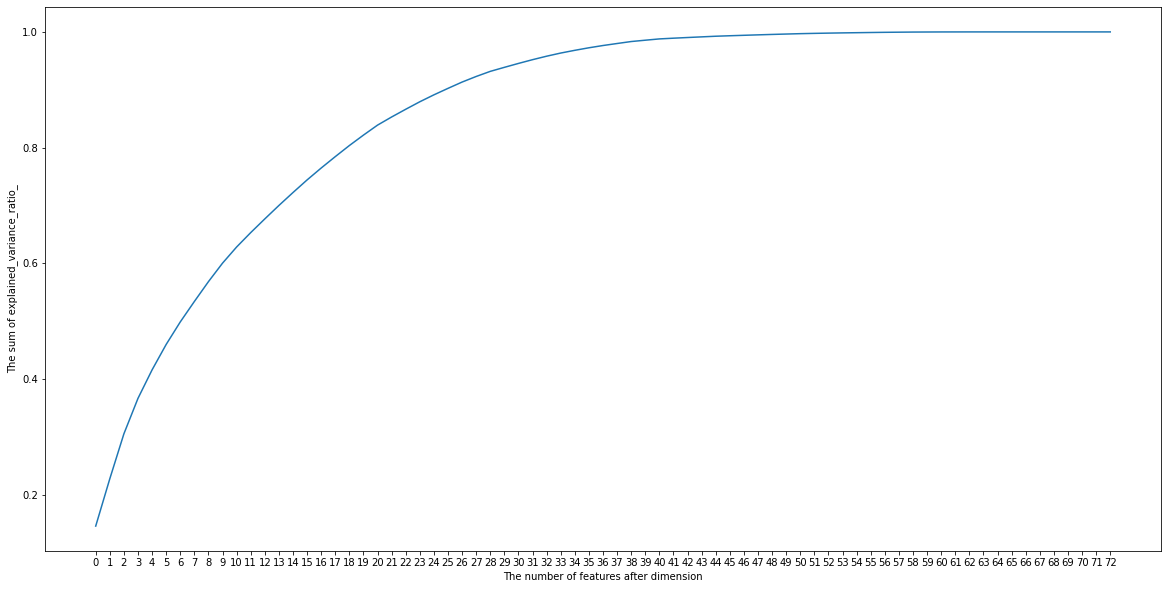 The sum of explained_variance_ratio_
1.0
0.8
0.6
0.4
0.2
0 1 2 3 4 5 6 7 8 9 10 11 12 13 14 15 16 17 18 19 20 21 22 23 24 25 26 27 28 29 30 31 32 33 34 35 36 37 38 39 40 41 42 43 44 45 46 47 48 49 50 51 52 53 54 55 56 57 58 59 60 61 62 63 64 65 66 67 68 69 70 71 72
The number of features after dimension